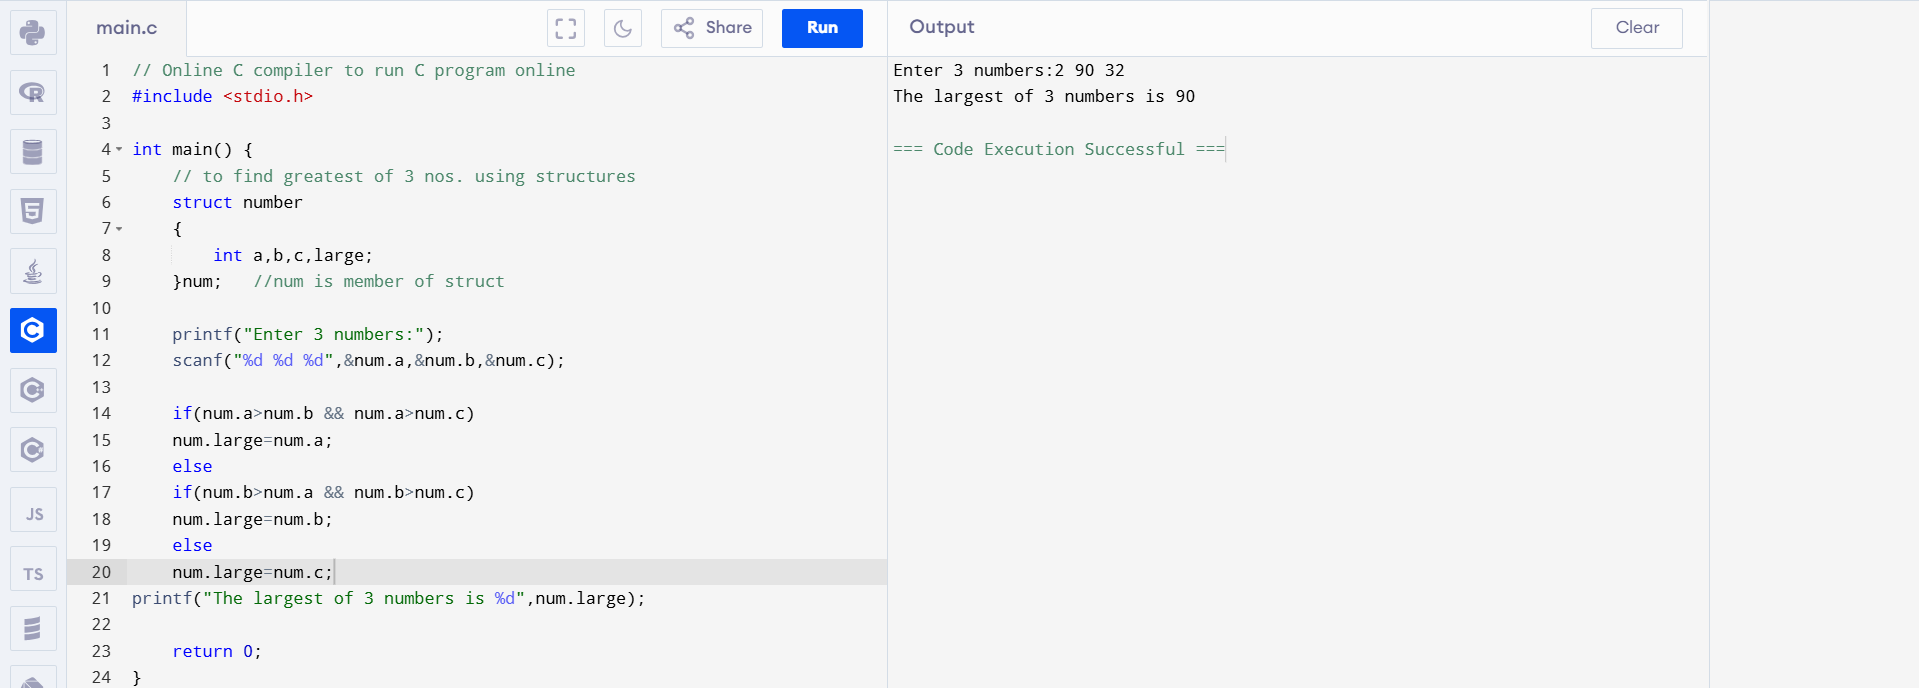 main.c
Share
Run
Output
Clear
1 // Online C compiler to run C program online
2 #include <stdio.h>
3
4 int main() {
5     // to find greatest of 3 nos. using structures
6     struct number
7     {
8         int a,b,c,large;
9     }num;   //num is member of struct
10
11     printf("Enter 3 numbers:");
12     scanf("%d %d %d",&num.a,&num.b,&num.c);
13
14     if(num.a>num.b && num.a>num.c)
15     num.large=num.a;
16     else
17     if(num.b>num.a && num.b>num.c)
18     num.large=num.b;
19     else
20     num.large=num.c;
21 printf("The largest of 3 numbers is %d",num.large);
22
23     return 0;
24 }
Enter 3 numbers:2 90 32
The largest of 3 numbers is 90
=== Code Execution Successful ===
R
5
C
C
C
JS
TS